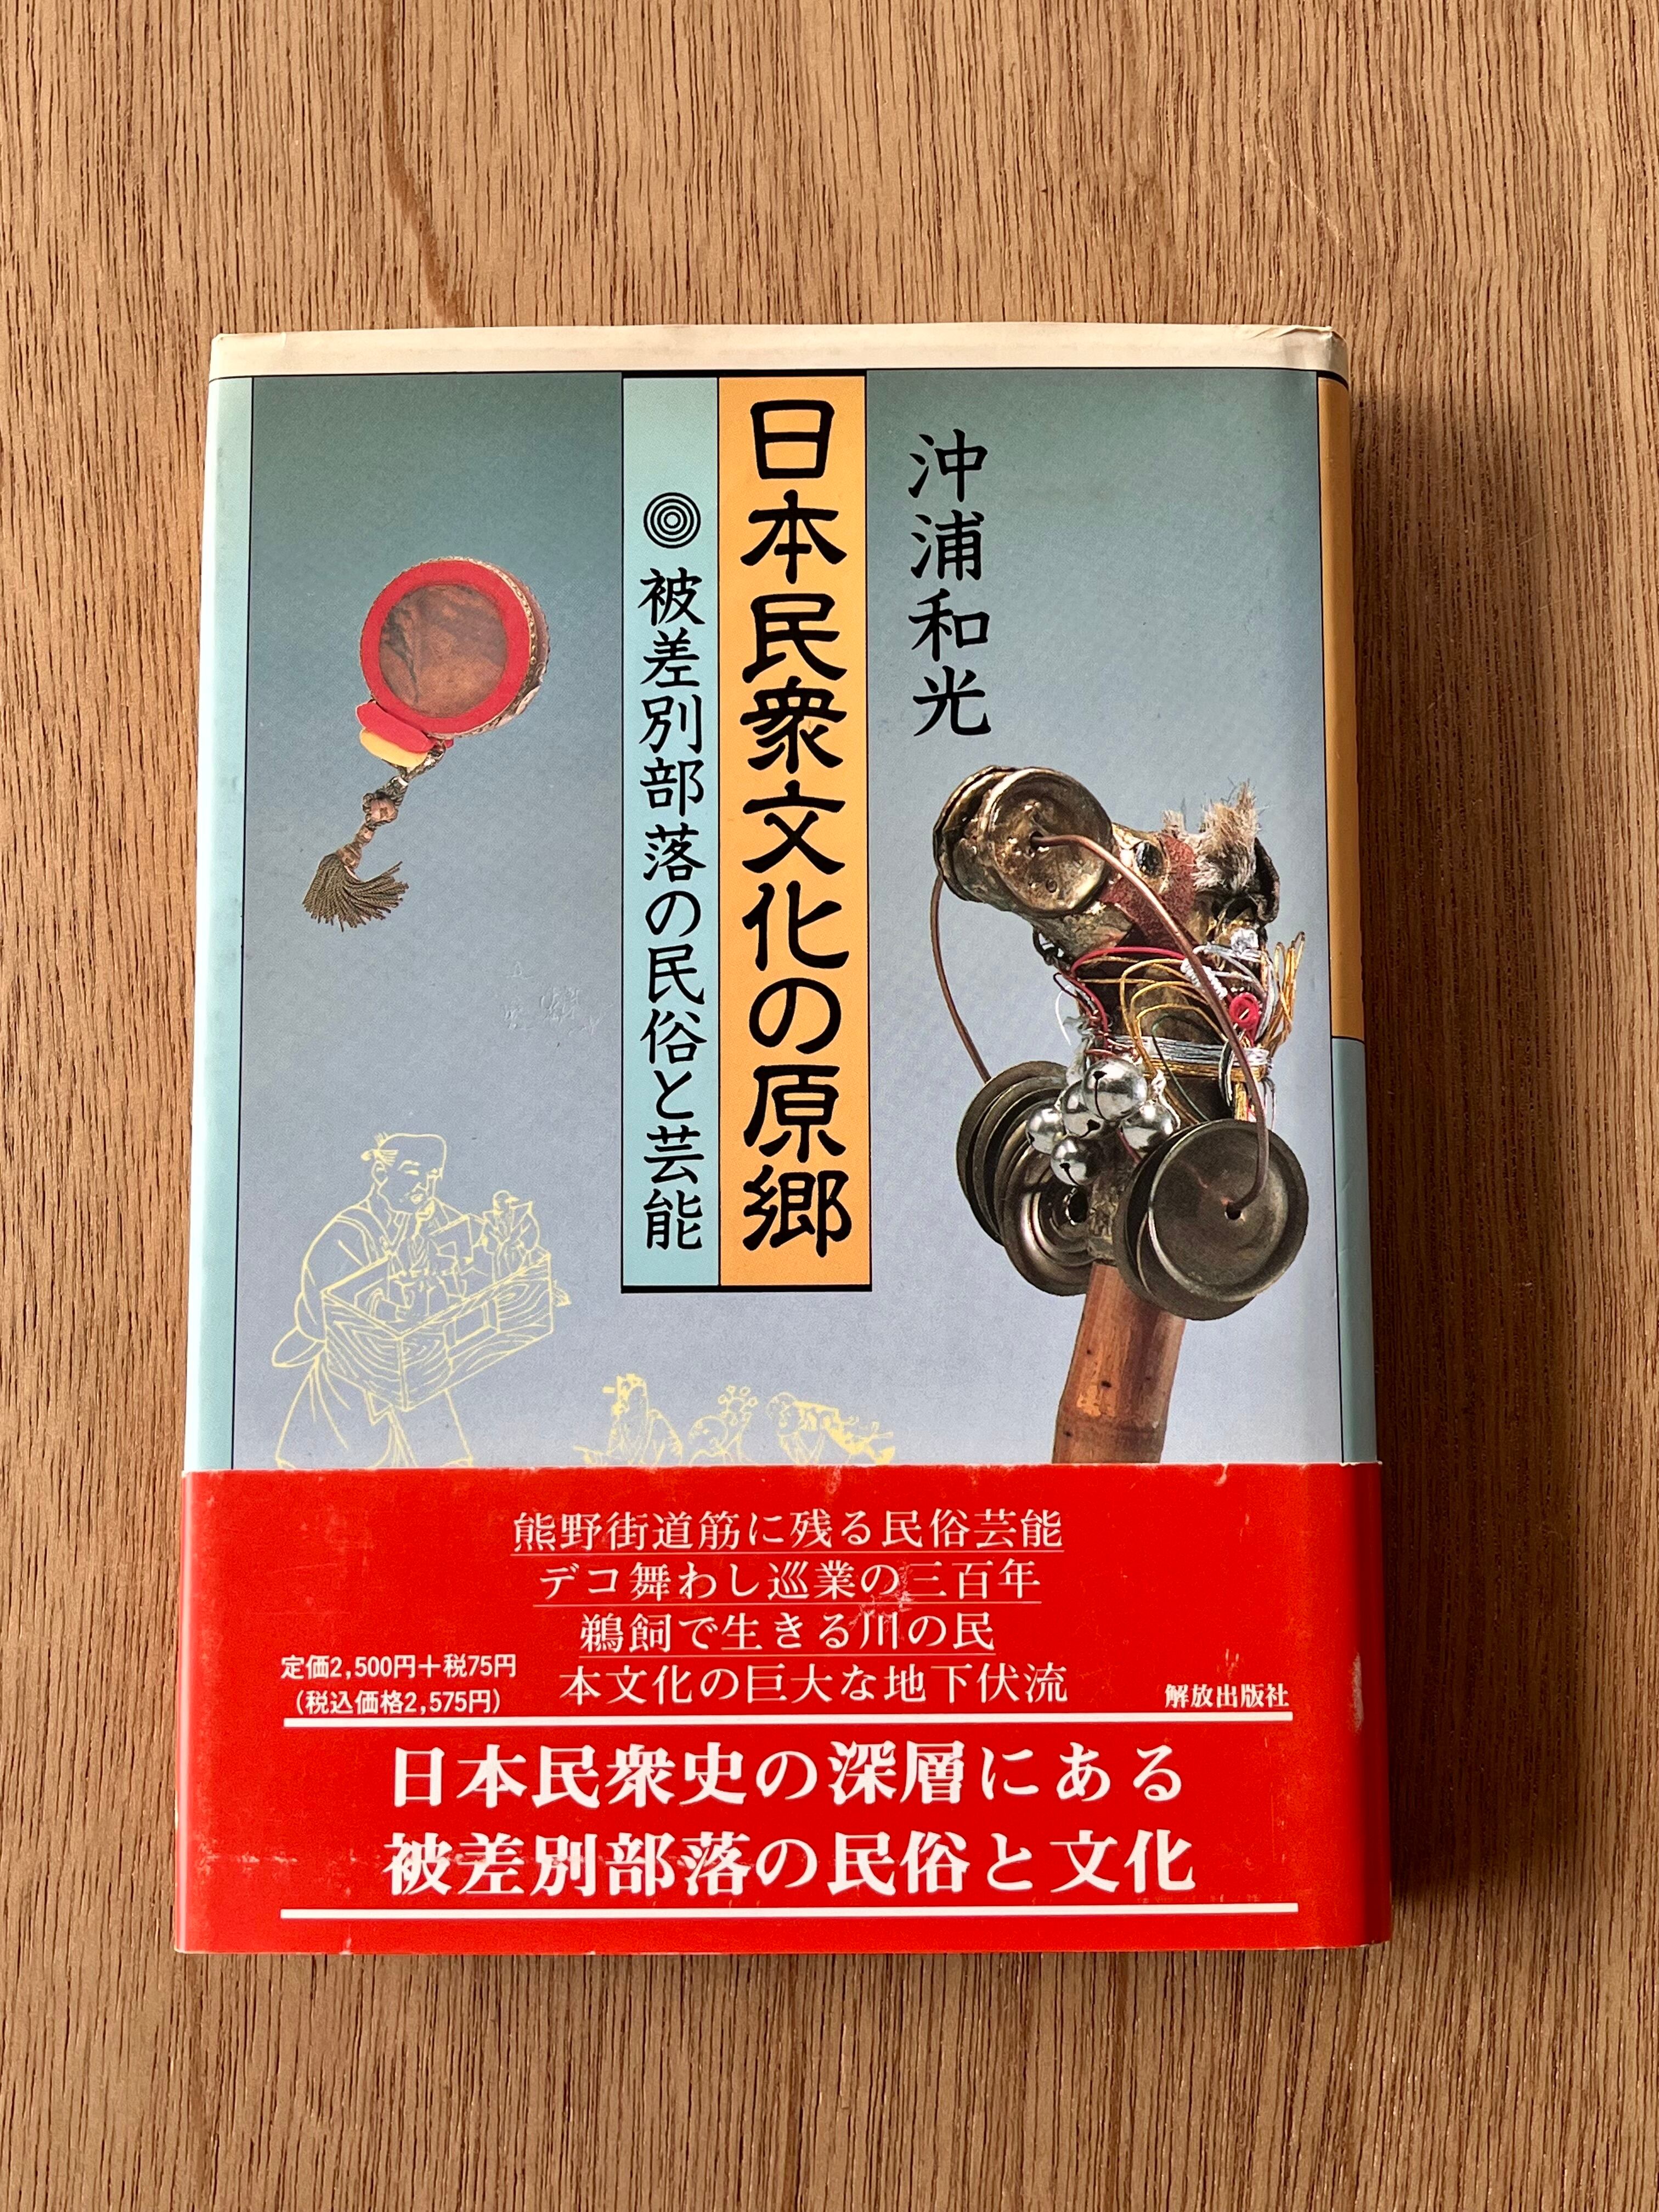 沖浦和光
日本民衆文化の原郷
被差別部落の民俗と芸能
熊野街道筋に残る民俗芸能
デコ舞わし巡業の三百年
鵜飼で生きる川の民
本文化の巨大な地下伏流
定価2,500円+税75円
(税込価格2,575円)
解放出版社
日本民衆史の深層にある
被差別部落の民俗と文化